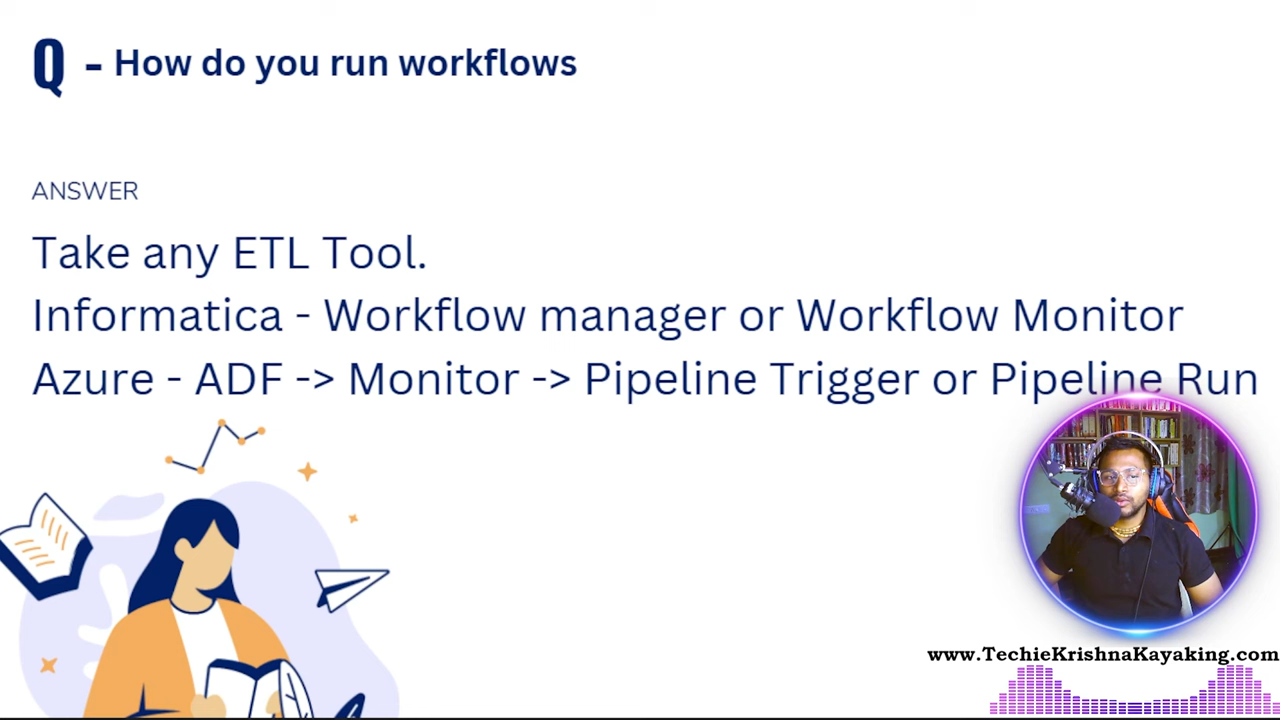 Q - How do you run workflows
ANSWER
Take any ETL Tool.
Informatica - Workflow manager or Workflow Monitor
Azure - ADF -> Monitor -> Pipeline Trigger or Pipeline Run
www.TechieKrishnaKayaking.com